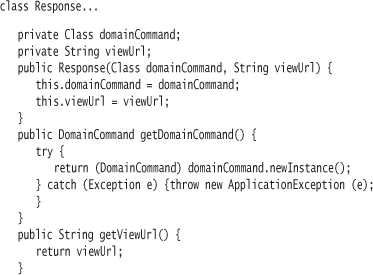 class Response...
private Class domainCommand;
private String viewUrl;
public Response(Class domainCommand, String viewUrl) {
this.domainCommand = domainCommand;
this.viewUrl = viewUrl;
}
public DomainCommand getDomainCommand() {
try {
return (DomainCommand) domainCommand.newInstance();
} catch (Exception e) {throw new ApplicationException (e);
}
}
public String getViewUrl() {
return viewUrl;
}